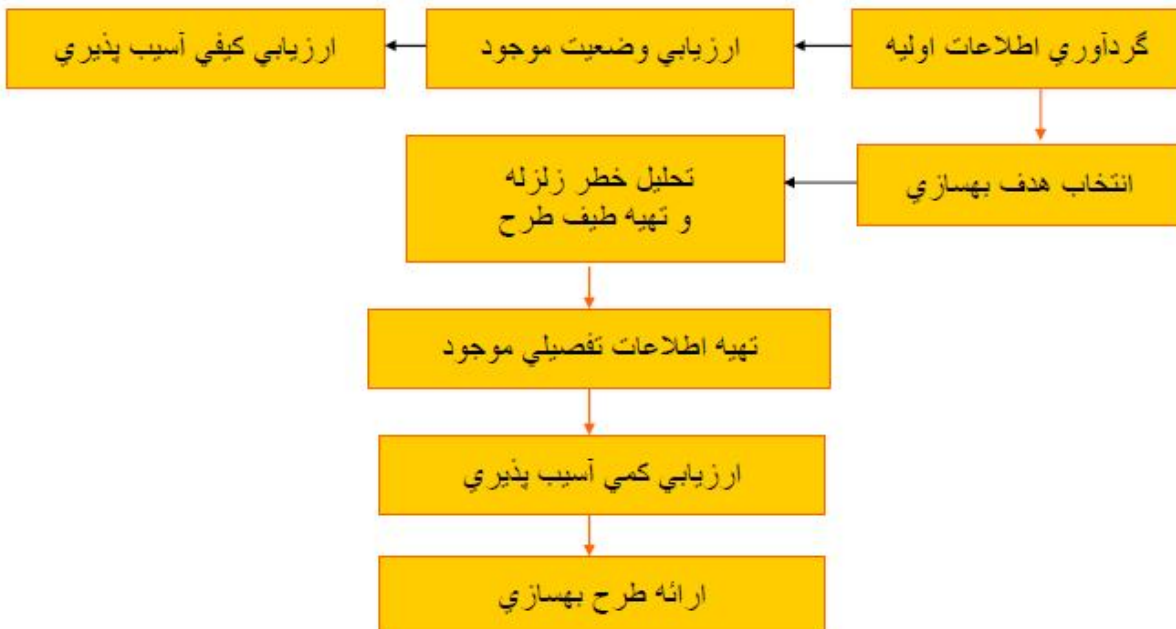 گردآوري اطلاعات اوليه
ارزيابي وضعيت موجود
ارزيابي كيفي آسيب پذيري
انتخاب هدف بهسازي
تحليل خطر زلزله
و تهيه طيف طرح
تهيه اطلاعات تفصيلي موجود
ارزيابي كمي آسيب پذيري
ارائه طرح بهسازي